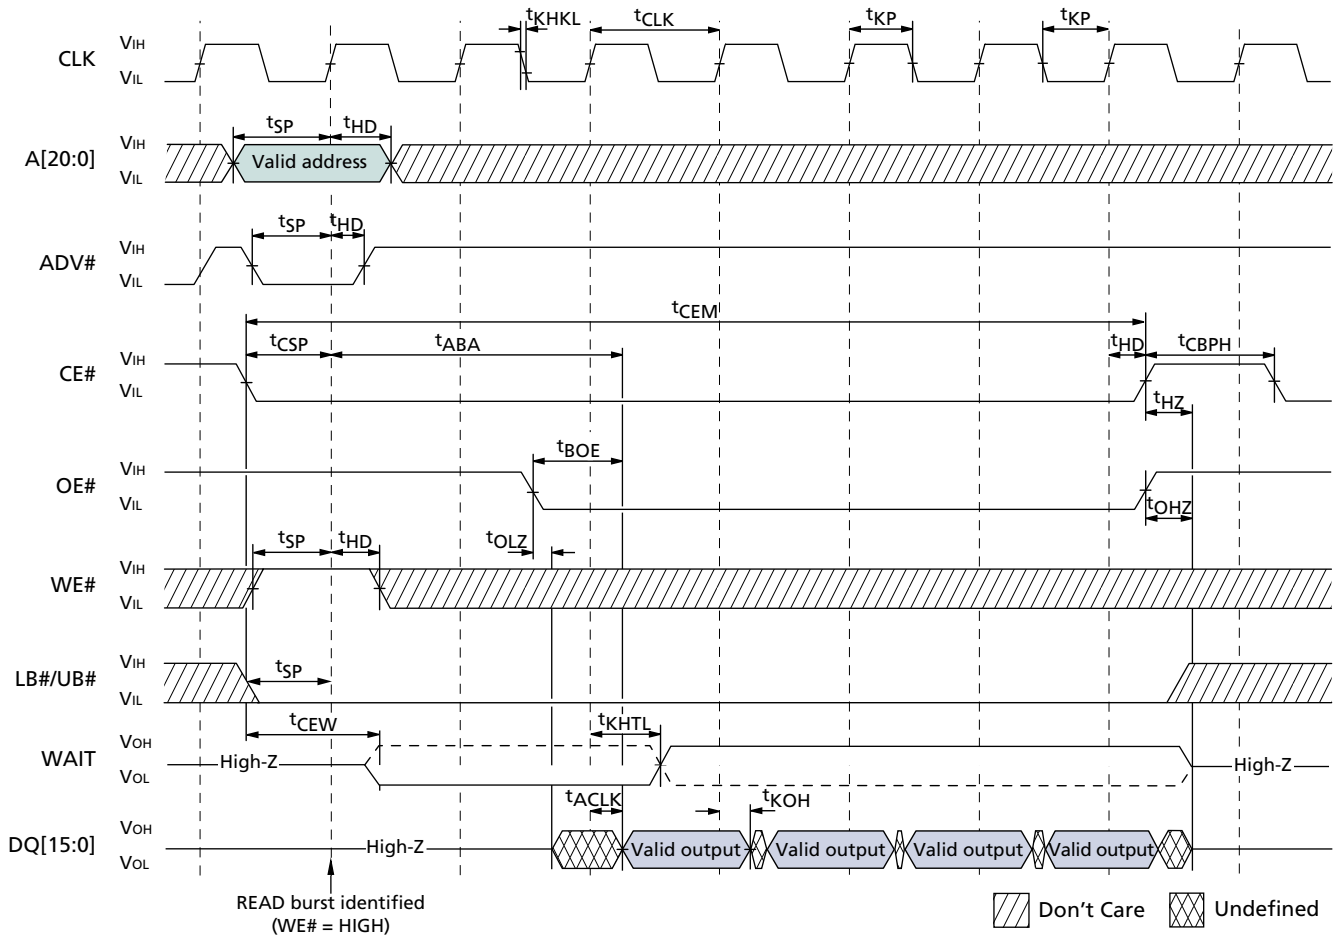 tKHKL tCLK tKP tKP
CLK VIH
VIL
tSP tHD
A[20:0] VIH
VIL
Valid address
tSP tHD
ADV# VIH
VIL
tCEM
tCSP tABA tHD tCBPH
CE# VIH
VIL
tHZ
tBOE
OE# VIH
VIL
tOHZ
tSP tHD tOLZ
WE# VIH
VIL
LB#/UB# VIH
VIL
tSP
tCEW tKHTL
WAIT VOH
VOL
High-Z High-Z
tACLK tKOH
DQ[15:0] VOH
VOL
High-Z Valid output Valid output Valid output Valid output
READ burst identified
(WE# = HIGH)
Don't Care Undefined